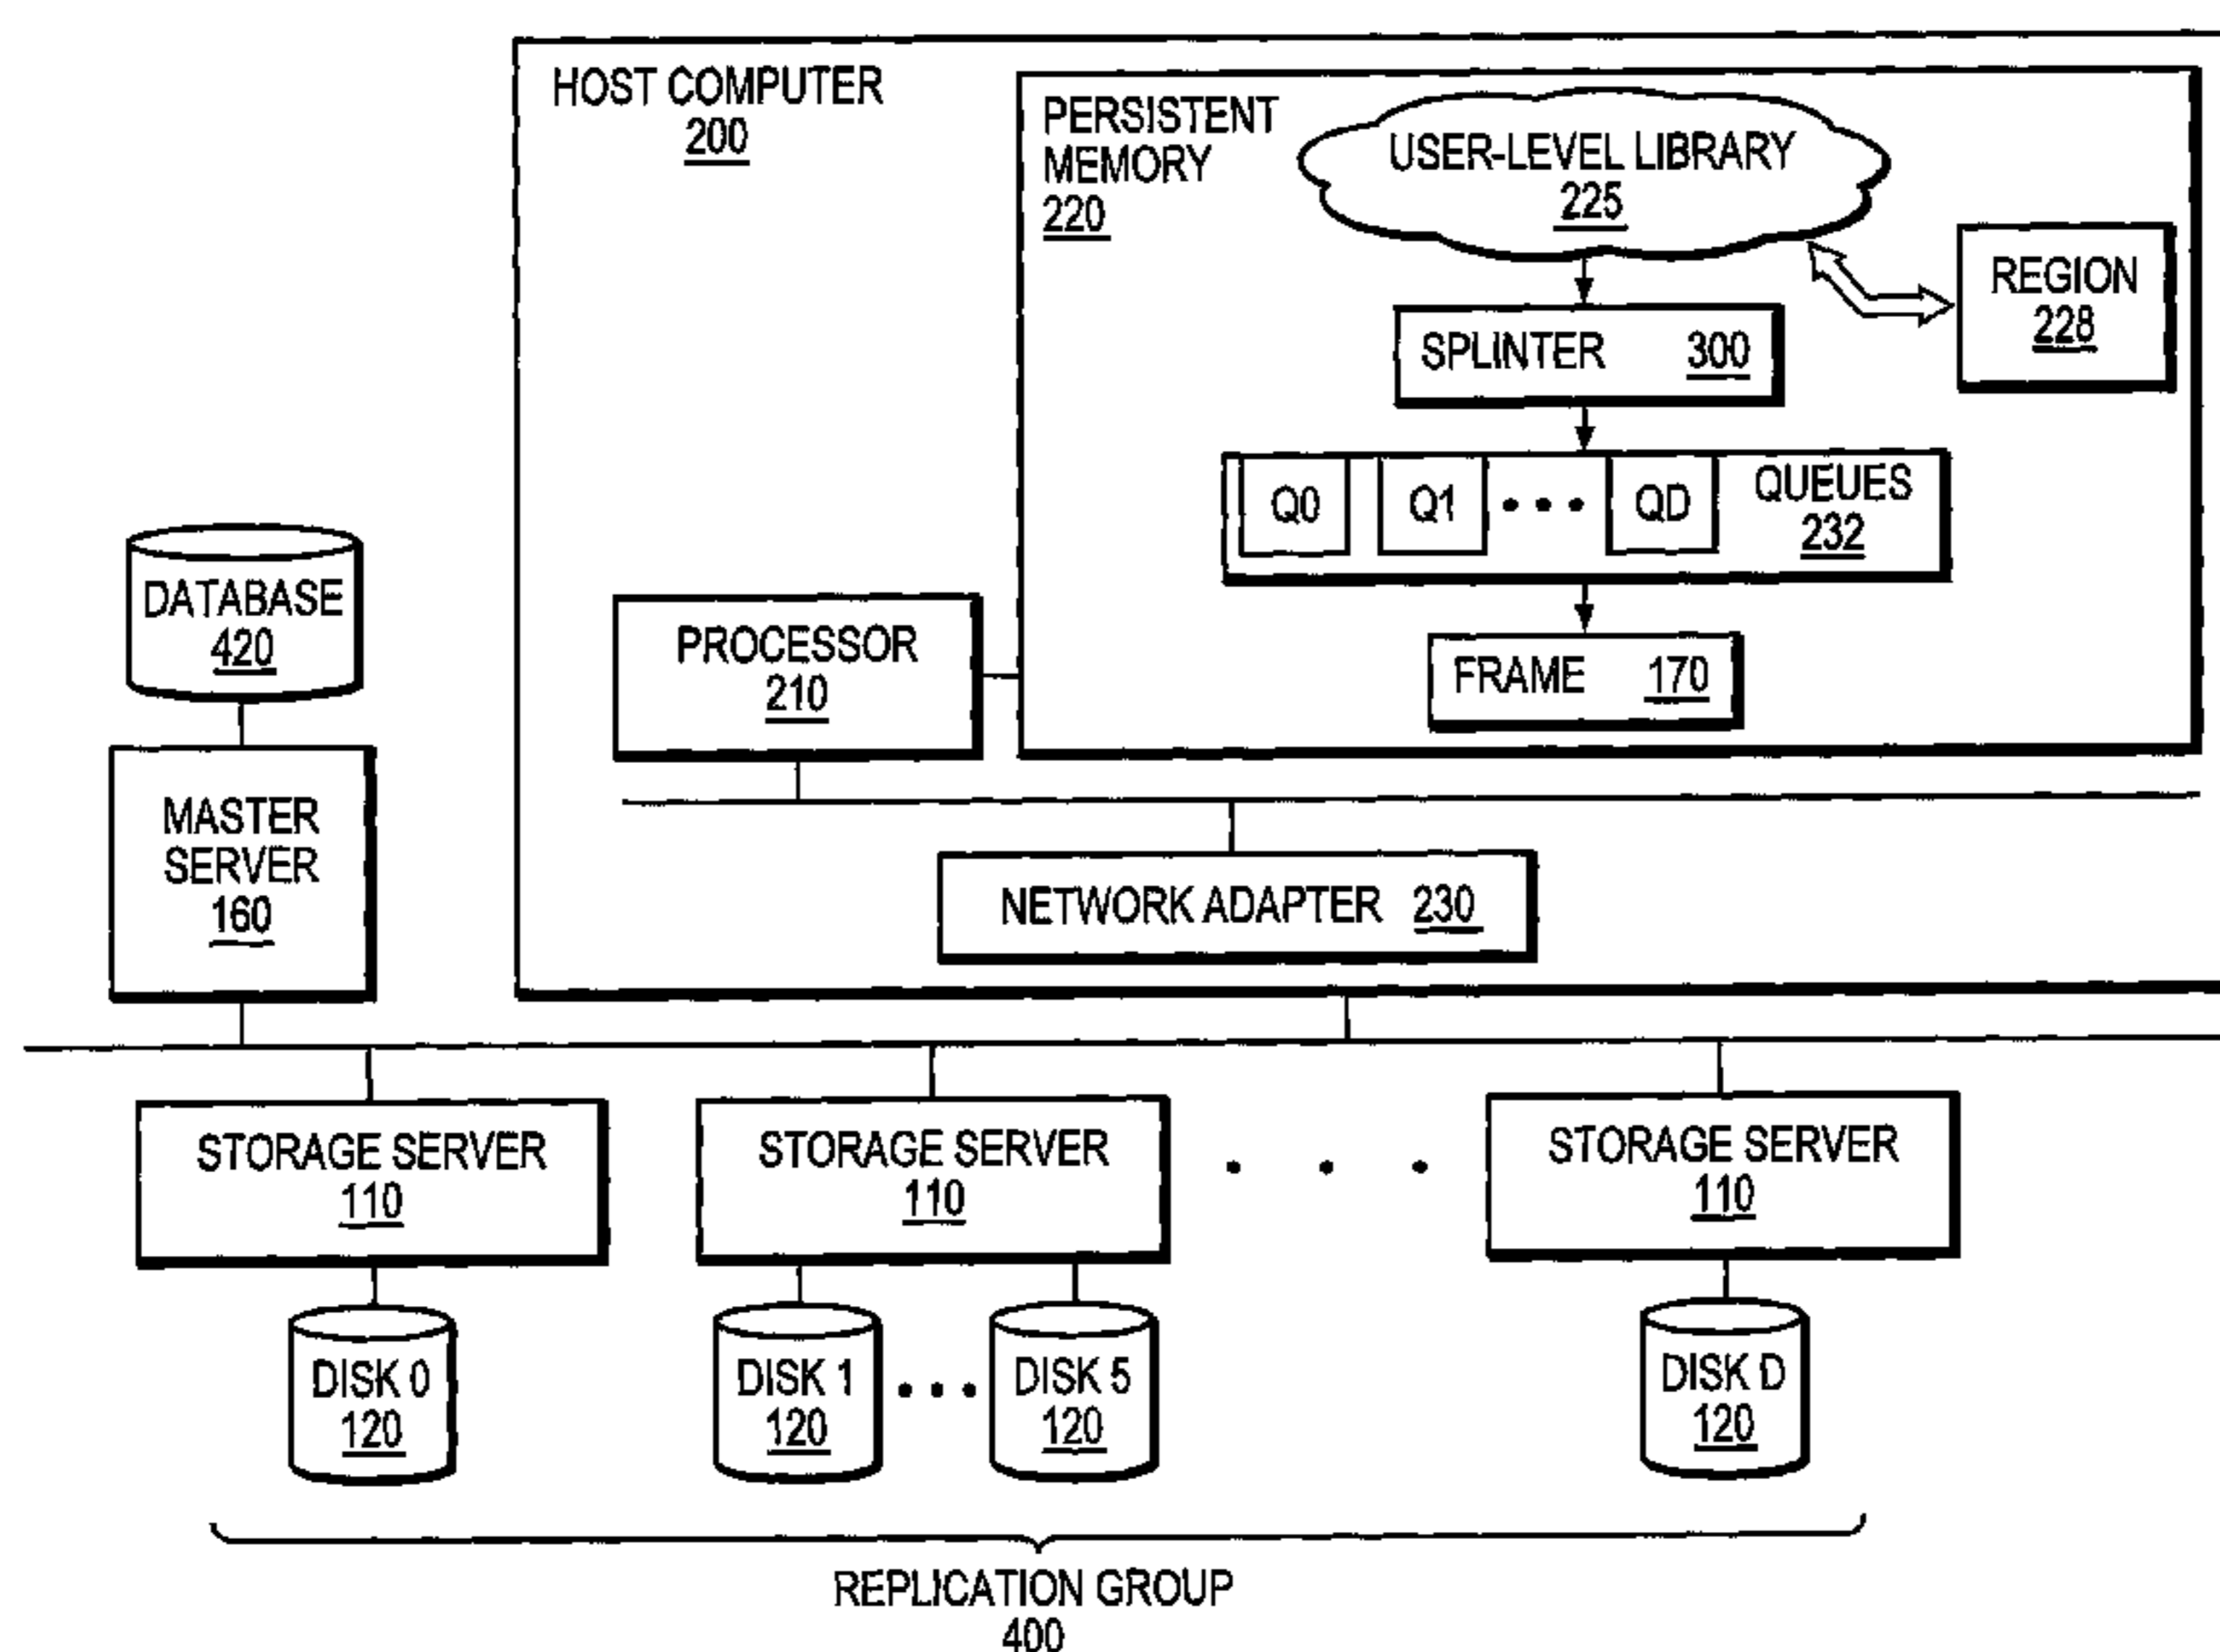 HOST COMPUTER
200
PERSISTENT
MEMORY
220
USER-LEVEL LIBRARY
225
REGION
228
SPLINTER 300
Q0 Q1 QD QUEUES
232
FRAME 170
PROCESSOR
210
DATABASE
420
MASTER
SERVER
160
NETWORK ADAPTER 230
STORAGE SERVER
110
STORAGE SERVER
110
STORAGE SERVER
110
DISK 0
120
DISK 1
120
DISK 5
120
DISK D
120
REPLICATION GROUP
400